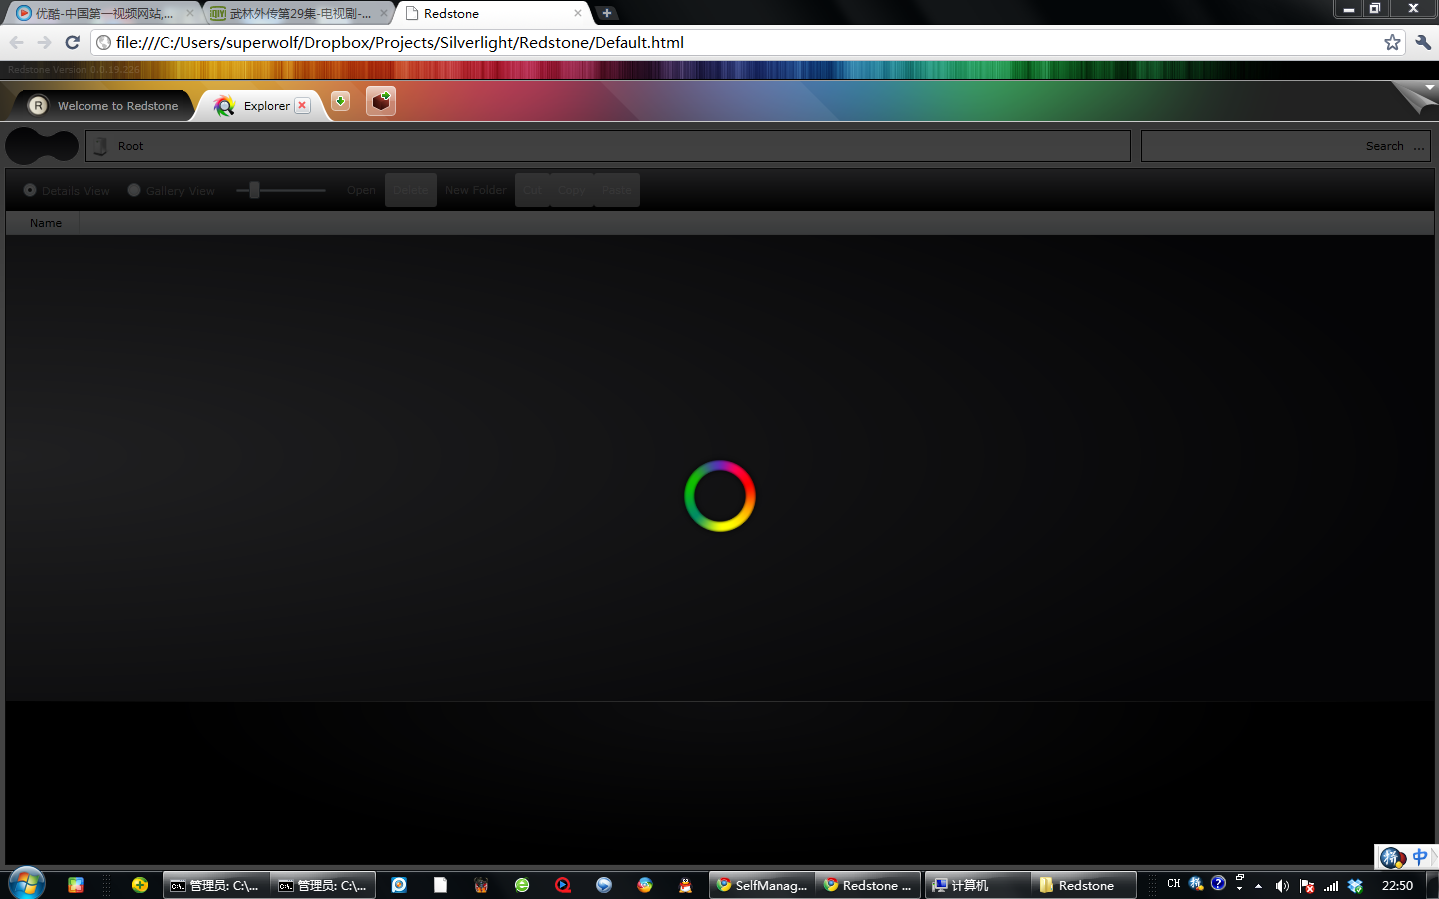 优酷-中国第一视频网站,...
武林外传第29集-电视剧-...
Redstone
file:///C:/Users/superwolf/Dropbox/Projects/Silverlight/Redstone/Default.html
Redstone Version 0.0.19.226
Welcome to Redstone
Explorer
Root
Search ...
Details View
Gallery View
Open
Delete
New Folder
Cut
Copy
Paste
Name
拼 中
管理员: C:\...
管理员: C:\...
SelfManag...
Redstone ...
计算机
Redstone
CH
22:50